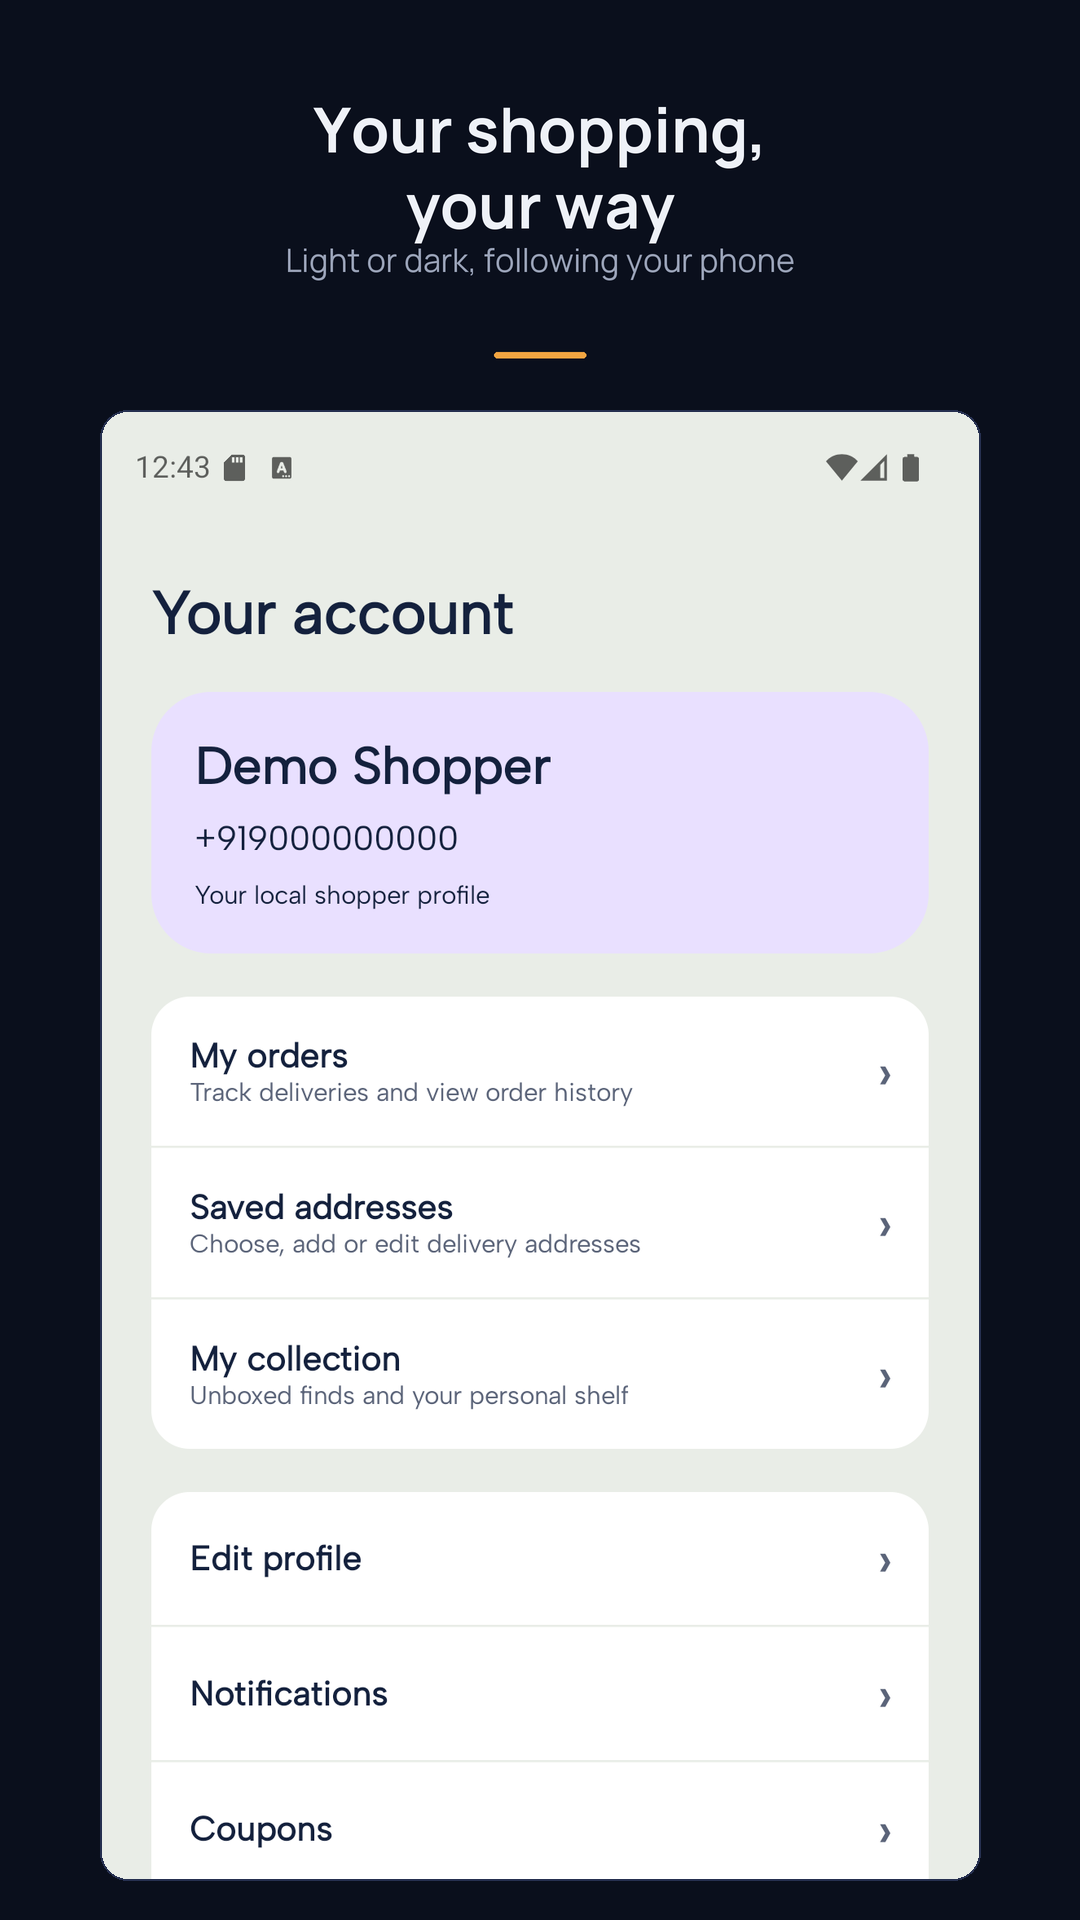 Your shopping,
your way
Light or dark, following your phone
12:43
A
Your account
Demo Shopper
+919000000000
Your local shopper profile
My orders
Track deliveries and view order history
Saved addresses
Choose, add or edit delivery addresses
My collection
Unboxed finds and your personal shelf
Edit profile
Notifications
Coupons